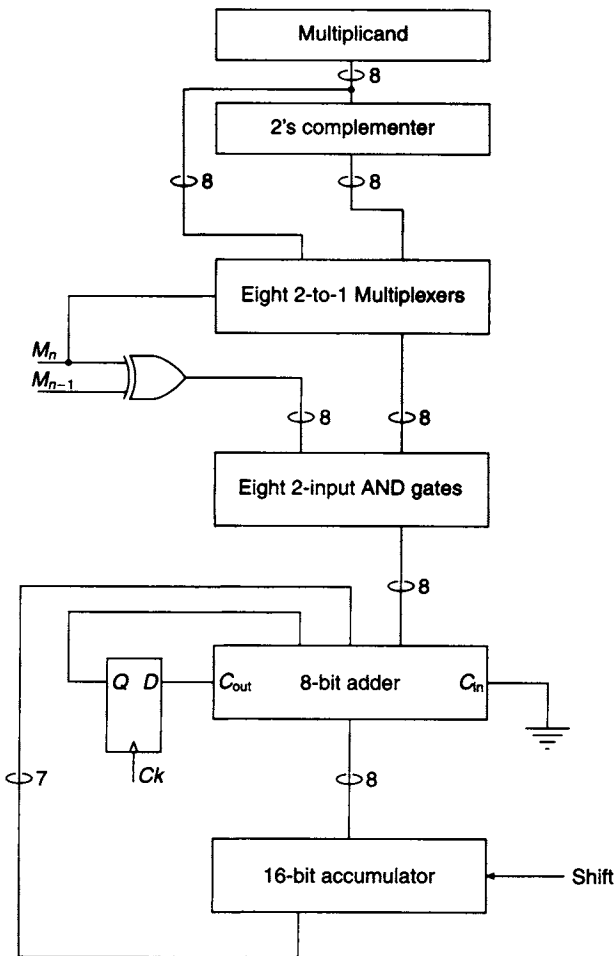 Multiplicand
8
2's complementer
8
8
Eight 2-to-1 Multiplexers
Mn
Mn−1
8
8
Eight 2-input AND gates
8
Q D
Cout
8-bit adder
Cin
Ck
7
8
16-bit accumulator
Shift